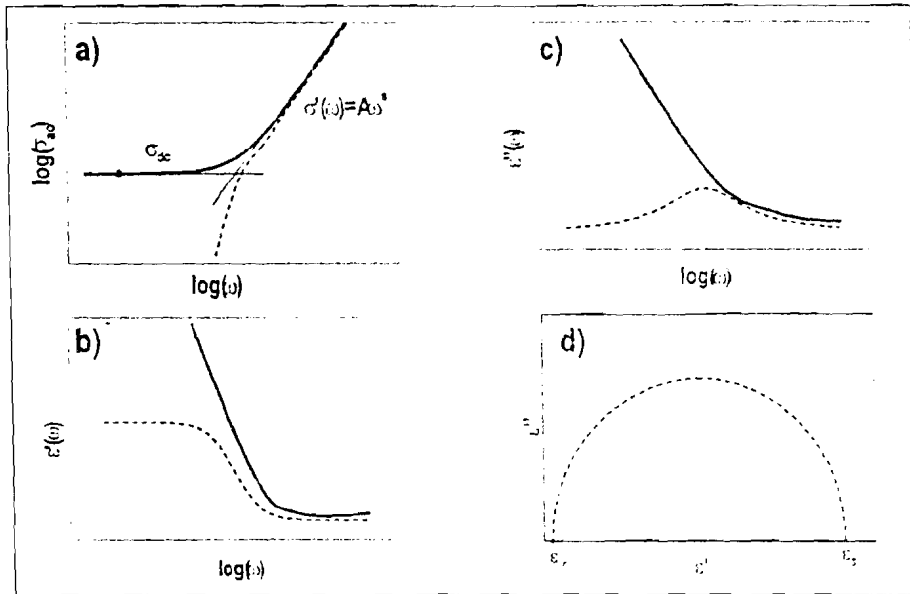 a)
σdc
σ'(ω)=Aω^s
log(σac)
log(ω)
b)
ε'(ω)
log(ω)
c)
ε''(ω)
log(ω)
d)
ε''
ε'
εs